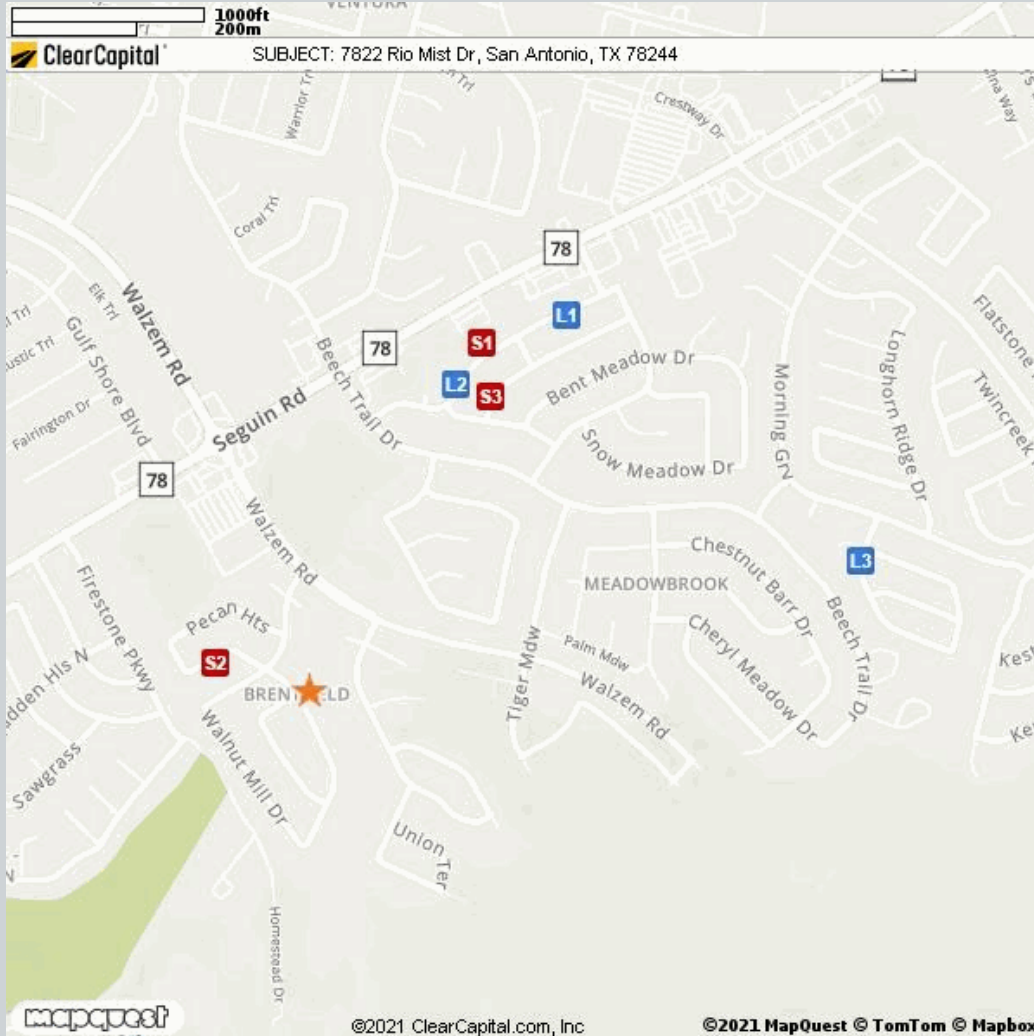 VENTURA
1000ft
200m
ClearCapital
SUBJECT: 7822 Rio Mist Dr, San Antonio, TX 78244
Warrior Trl
Crestway Dr
Coral Trl
78
L1
Walzem Rd
Elk Trl
Gulf Shore Blvd
Fairington Dr
78
S1
L2
S3
Bent Meadow Dr
Beech Trail Dr
Seguin Rd
Snow Meadow Dr
Morning Grv
Longhorn Ridge Dr
Flatstone
Twincreek
78
Walzem Rd
L3
Chestnut Barr Dr
MEADOWBROOK
Firestone Pkwy
Pecan Hts
S2
Cheryl Meadow Dr
Beech Trail Dr
Palm Mdw
Tiger Mdw
Walzem Rd
Sawgrass
Walnut Mill Dr
Union Ter
Homestead Dr
mapquest
©2021 ClearCapital.com, Inc
©2021 MapQuest © TomTom © Mapbox